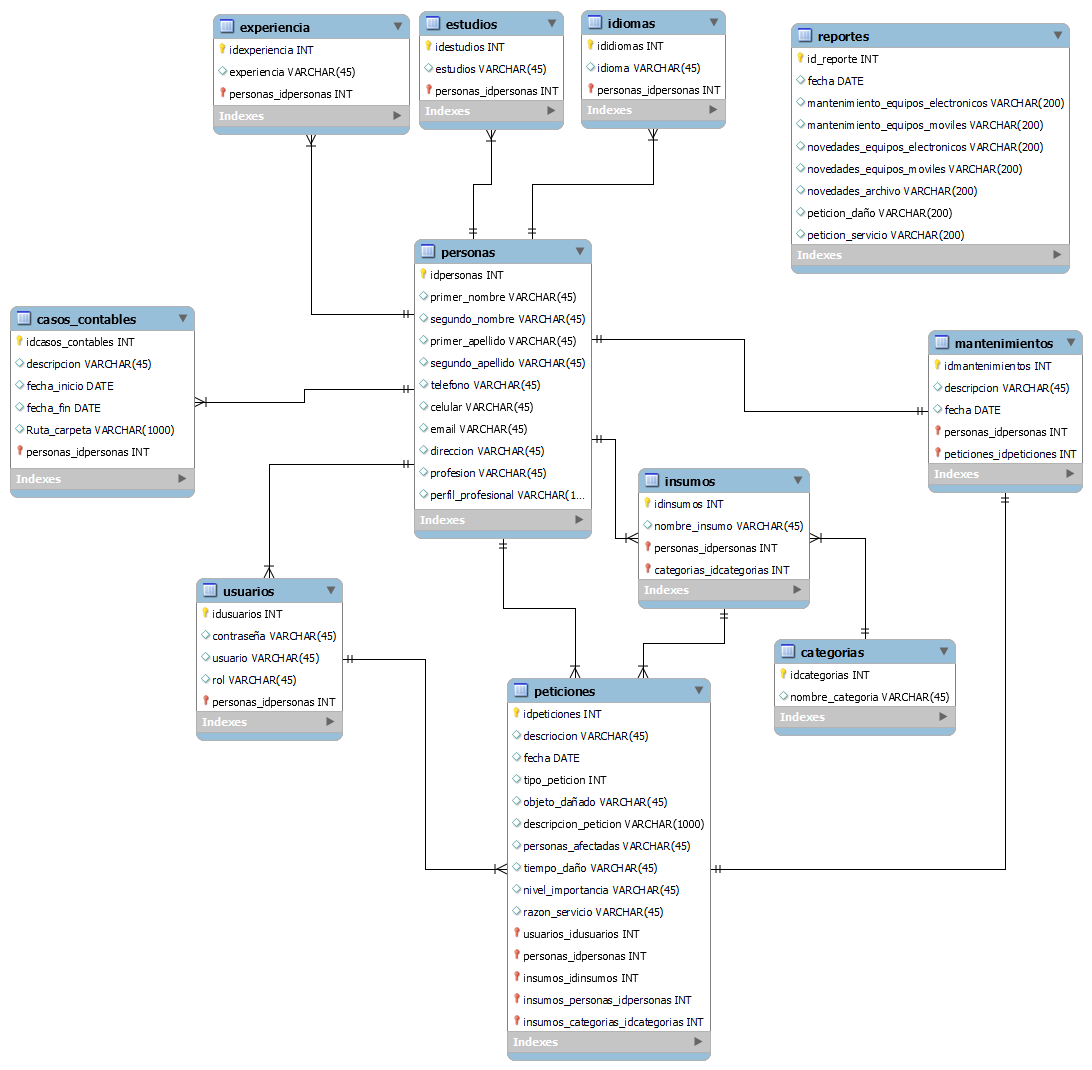 experiencia
idexperiencia INT
experiencia VARCHAR(45)
personas_idpersonas INT
Indexes
estudios
idestudios INT
estudios VARCHAR(45)
personas_idpersonas INT
Indexes
idiomas
ididiomas INT
idioma VARCHAR(45)
personas_idpersonas INT
Indexes
reportes
id_reporte INT
fecha DATE
mantenimiento_equipos_electronicos VARCHAR(200)
mantenimiento_equipos_moviles VARCHAR(200)
novedades_equipos_electronicos VARCHAR(200)
novedades_equipos_moviles VARCHAR(200)
novedades_archivo VARCHAR(200)
peticion_daño VARCHAR(200)
peticion_servicio VARCHAR(200)
Indexes
personas
idpersonas INT
primer_nombre VARCHAR(45)
segundo_nombre VARCHAR(45)
primer_apellido VARCHAR(45)
segundo_apellido VARCHAR(45)
telefono VARCHAR(45)
celular VARCHAR(45)
email VARCHAR(45)
direccion VARCHAR(45)
profesion VARCHAR(45)
perfil_profesional VARCHAR(1...
Indexes
casos_contables
idcasos_contables INT
descripcion VARCHAR(45)
fecha_inicio DATE
fecha_fin DATE
Ruta_carpeta VARCHAR(1000)
personas_idpersonas INT
Indexes
mantenimientos
idmantenimientos INT
descripcion VARCHAR(45)
fecha DATE
personas_idpersonas INT
peticiones_idpeticiones INT
Indexes
insumos
idinsumos INT
nombre_insumo VARCHAR(45)
personas_idpersonas INT
categorias_idcategorias INT
Indexes
usuarios
idusuarios INT
contraseña VARCHAR(45)
usuario VARCHAR(45)
rol VARCHAR(45)
personas_idpersonas INT
Indexes
categorias
idcategorias INT
nombre_categoria VARCHAR(45)
Indexes
peticiones
idpeticiones INT
descriocion VARCHAR(45)
fecha DATE
tipo_peticion INT
objeto_dañado VARCHAR(45)
descripcion_peticion VARCHAR(1000)
personas_afectadas VARCHAR(45)
tiempo_daño VARCHAR(45)
nivel_importancia VARCHAR(45)
razon_servicio VARCHAR(45)
usuarios_idusuarios INT
personas_idpersonas INT
insumos_idinsumos INT
insumos_personas_idpersonas INT
insumos_categorias_idcategorias INT
Indexes